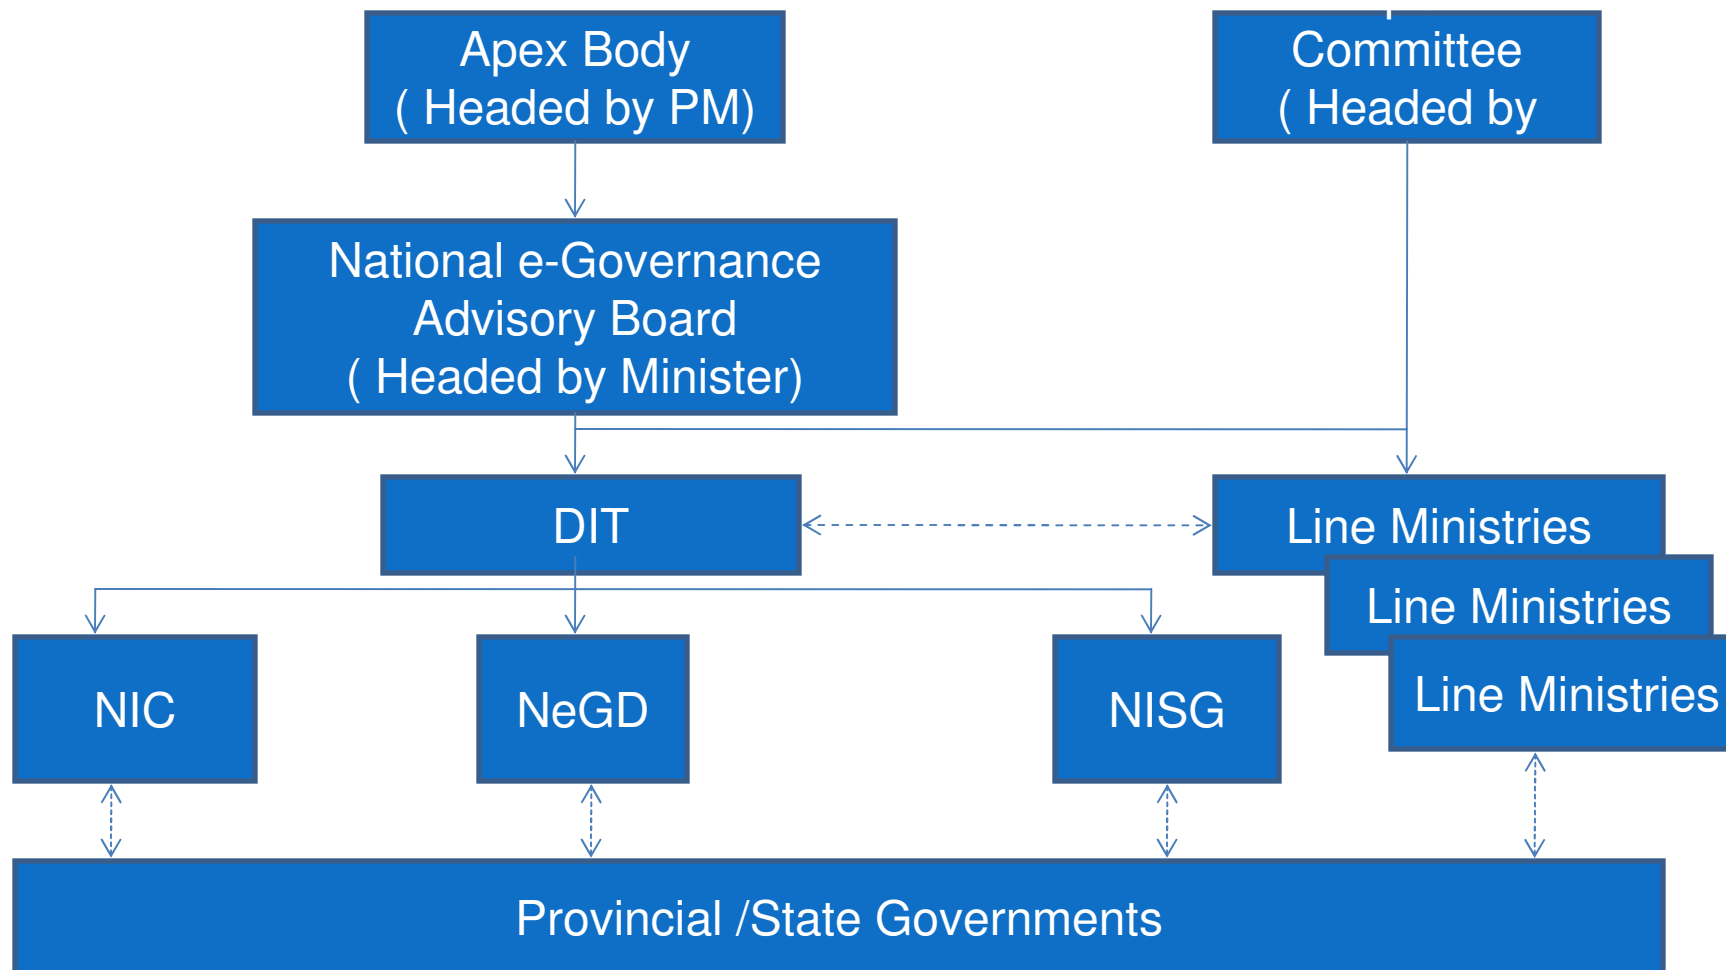 Apex Body
( Headed by PM)
Committee
( Headed by
National e-Governance
Advisory Board
( Headed by Minister)
DIT
Line Ministries
Line Ministries
Line Ministries
NIC
NeGD
NISG
Provincial /State Governments